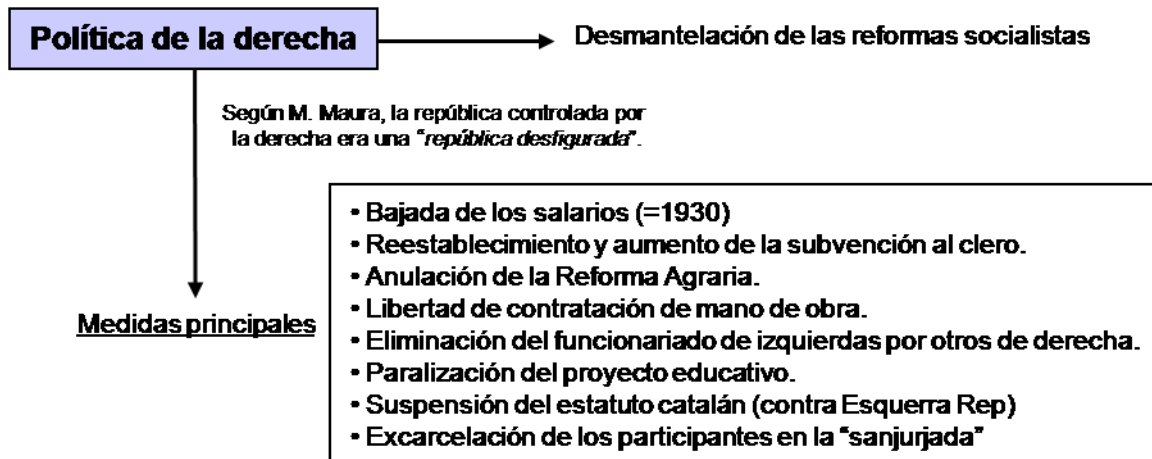 Política de la derecha
Desmantelación de las reformas socialistas
Según M. Maura, la república controlada por
la derecha era una "república desfigurada".
Medidas principales
• Bajada de los salarios (=1930)
• Reestablecimiento y aumento de la subvención al clero.
• Anulación de la Reforma Agraria.
• Libertad de contratación de mano de obra.
• Eliminación del funcionariado de izquierdas por otros de derecha.
• Paralización del proyecto educativo.
• Suspensión del estatuto catalán (contra Esquerra Rep)
• Excarcelación de los participantes en la "sanjurjada"